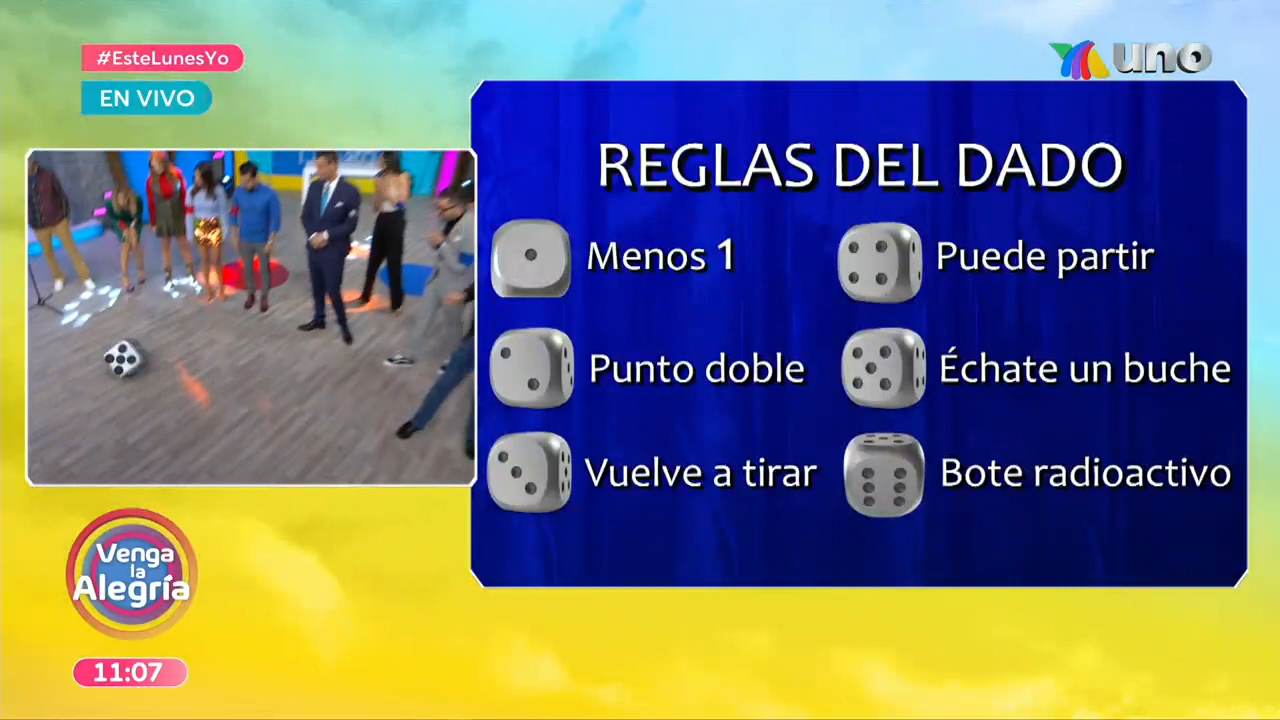 #EsteLunesYo
EN VIVO
uno
REGLAS DEL DADO
Menos 1
Puede partir
Punto doble
Échate un buche
Vuelve a tirar
Bote radioactivo
Venga
la
Alegría
11:07